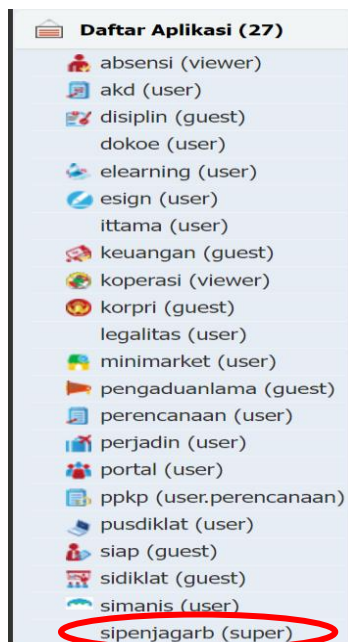 Daftar Aplikasi (27)
absensi (viewer)
akd (user)
disiplin (guest)
dokoe (user)
elearning (user)
esign (user)
ittama (user)
keuangan (guest)
koperasi (viewer)
korpri (guest)
legalitas (user)
minimarket (user)
pengaduanlama (guest)
perencanaan (user)
perjadin (user)
portal (user)
ppkp (user.perencanaan)
pusdiklat (user)
siap (guest)
sidiklat (guest)
simanis (user)
sipenjagarb (super)